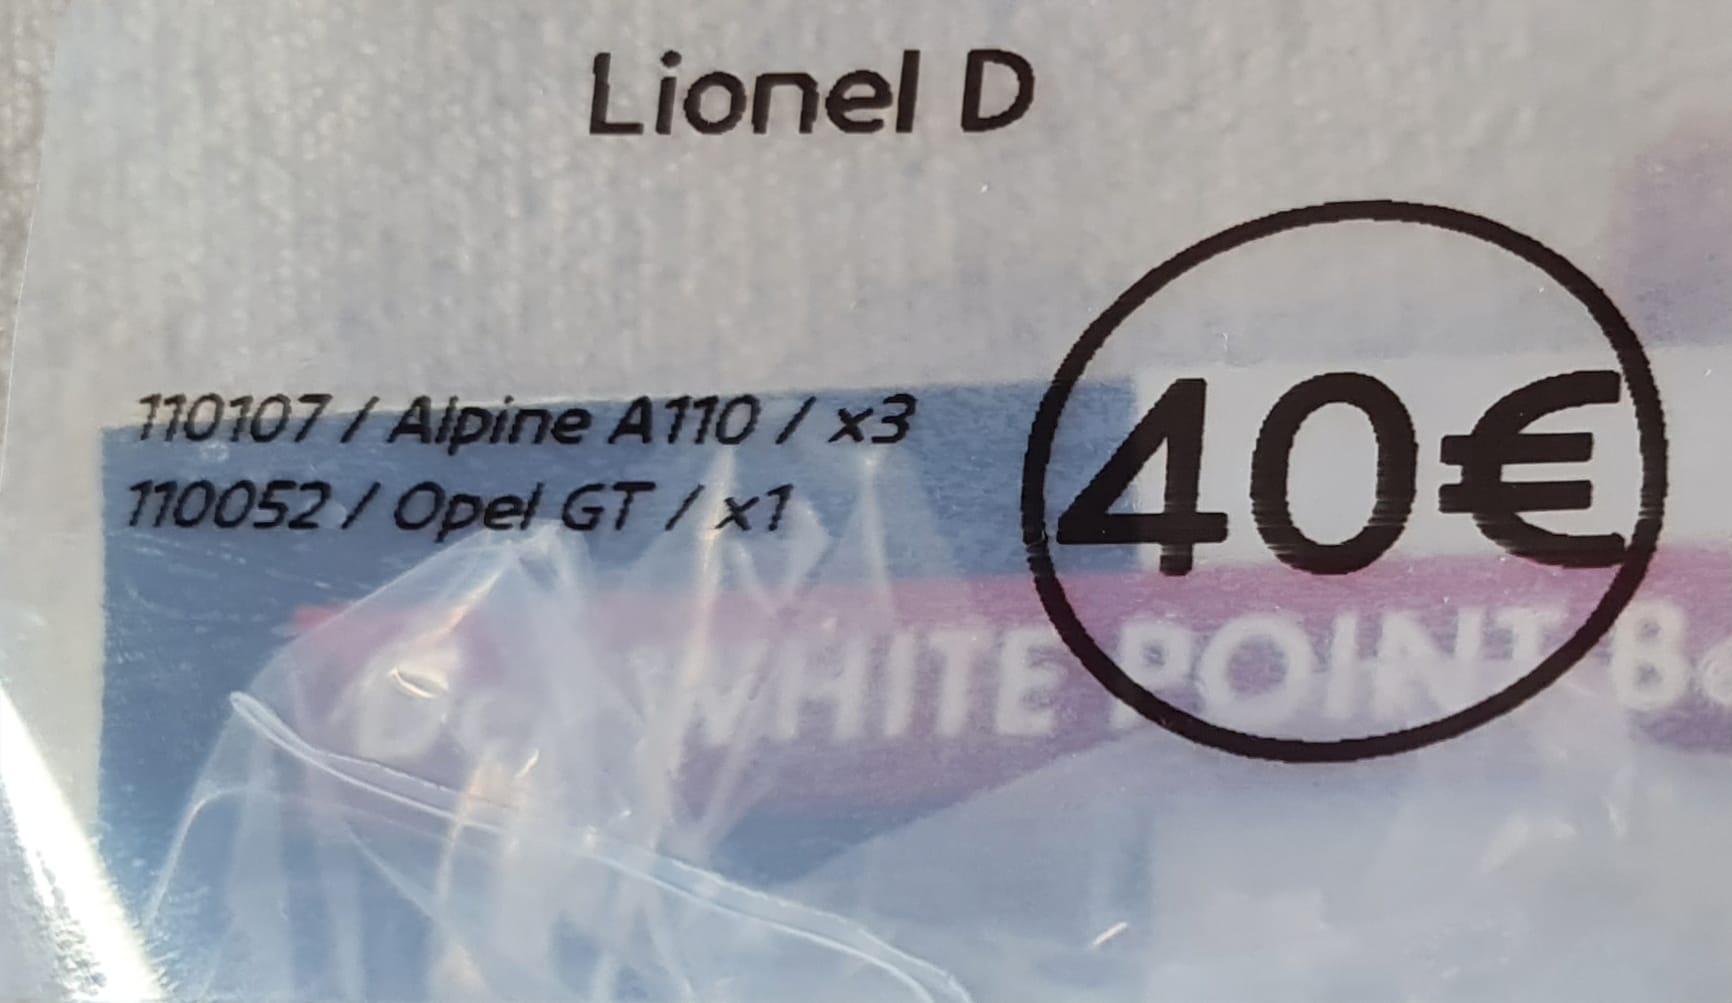 Lionel D
110107 / Alpine A110 / x3
110052 / Opel GT / x1
40€
WHITE POINT